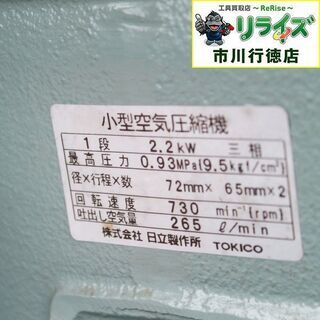 工具買取店 ～ReRise～
リライズ
市川行徳店
小型空気圧縮機
1段 2.2kW 三相
最高圧力 0.93MPa(9.5kgf/cm²)
径×行程×数 72mm× 65mm×2
回転速度 730 min⁻¹(rpm)
吐出し空気量 265 ℓ/min
株式会社 日立製作所 TOKICO